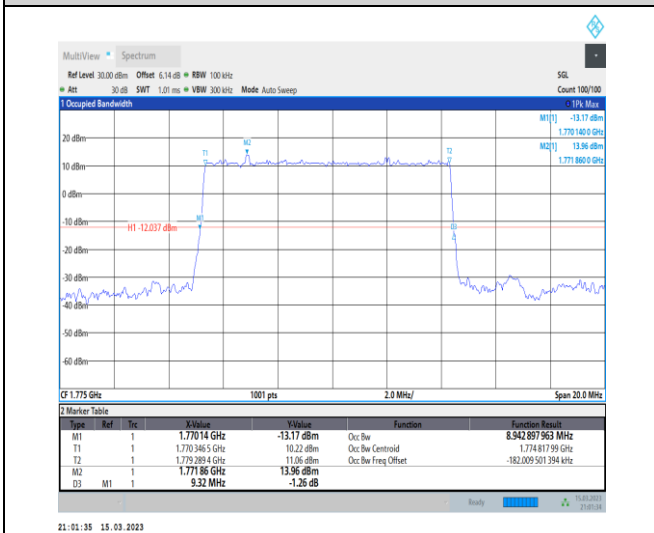 MultiView Spectrum
Ref Level 30.00 dBm Offset 6.14 dB RBW 100 kHz SGL
Att 30 dB SWT 1.01 ms VBW 300 kHz Mode Auto Sweep Count 100/100
1 Occupied Bandwidth 1Pk Max
M1[1] -13.17 dBm
1.770 140 0 GHz
M2[1] 13.96 dBm
1.771 860 0 GHz
20 dBm
M2
T1
T2
10 dBm
0 dBm
-10 dBm
M1
H1 -12.037 dBm
D3
-20 dBm
-30 dBm
-40 dBm
-50 dBm
-60 dBm
CF 1.775 GHz 1001 pts 2.0 MHz/ Span 20.0 MHz
2 Marker Table
Type Ref Trc X-Value Y-Value Function Function Result
M1 1 1.77014 GHz -13.17 dBm Occ Bw 8.942 897 963 MHz
T1 1 1.770 346 5 GHz 10.22 dBm Occ Bw Centroid 1.774 817 99 GHz
T2 1 1.779 289 4 GHz 11.06 dBm Occ Bw Freq Offset -182.009 501 394 kHz
M2 1 1.771 86 GHz 13.96 dBm
D3 M1 1 9.32 MHz -1.26 dB
Ready 15.03.2023
21:01:34
21:01:35 15.03.2023